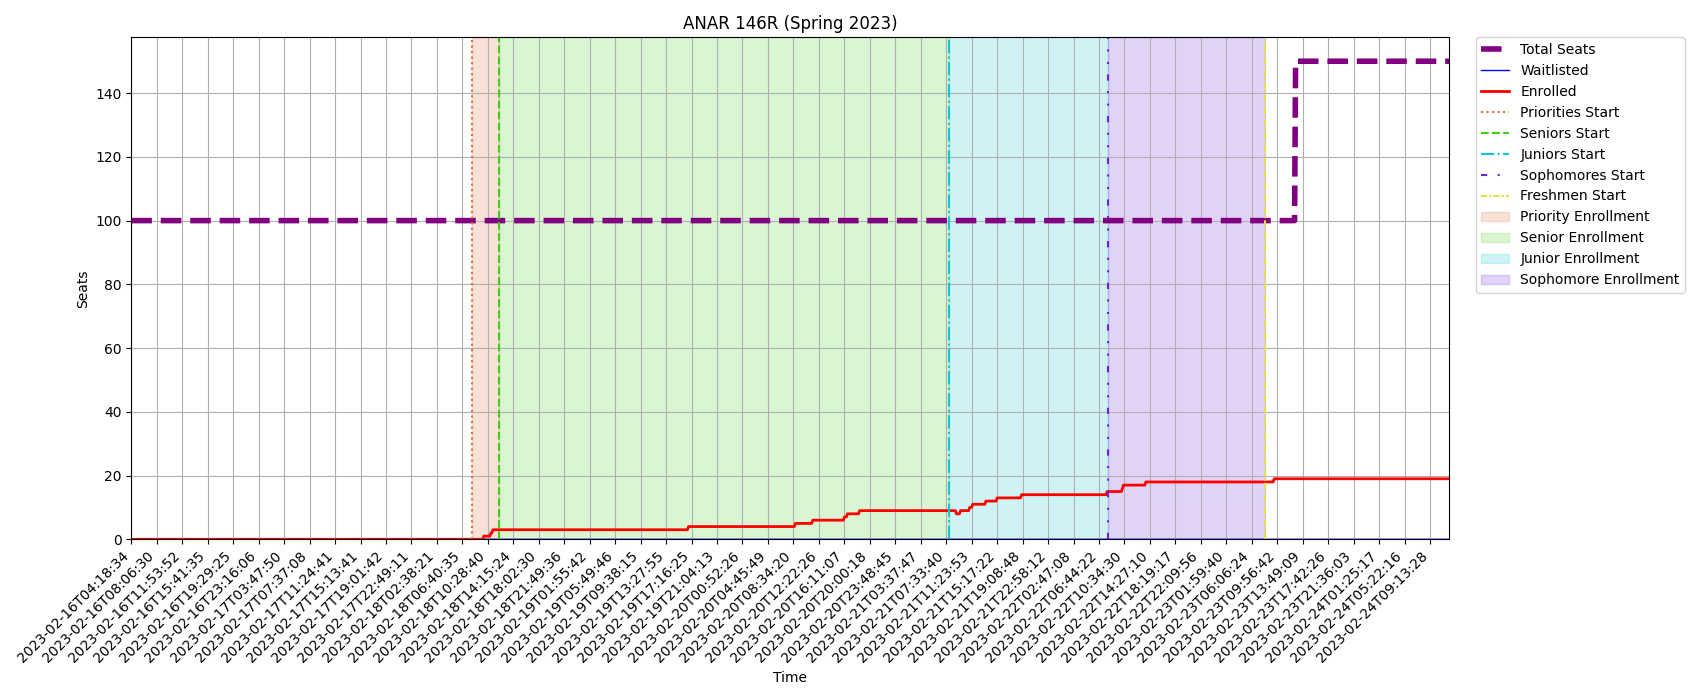 ANAR 146R (Spring 2023)
Total Seats
Waitlisted
Enrolled
Priorities Start
Seniors Start
Juniors Start
Sophomores Start
Freshmen Start
Priority Enrollment
Senior Enrollment
Junior Enrollment
Sophomore Enrollment
Seats
140
120
100
80
60
40
20
0
2023-02-16T04:18:34
2023-02-16T08:06:30
2023-02-16T11:53:52
2023-02-16T15:41:35
2023-02-16T19:29:25
2023-02-16T23:16:06
2023-02-17T03:47:50
2023-02-17T07:37:08
2023-02-17T11:24:41
2023-02-17T15:13:41
2023-02-17T19:01:42
2023-02-17T22:49:11
2023-02-18T02:38:21
2023-02-18T06:40:35
2023-02-18T10:28:40
2023-02-18T14:15:24
2023-02-18T18:02:30
2023-02-18T21:49:36
2023-02-19T01:55:42
2023-02-19T05:49:46
2023-02-19T09:38:15
2023-02-19T13:27:55
2023-02-19T17:16:25
2023-02-19T21:04:13
2023-02-20T00:52:26
2023-02-20T04:45:49
2023-02-20T08:34:20
2023-02-20T12:22:26
2023-02-20T16:11:07
2023-02-20T20:00:18
2023-02-20T23:48:45
2023-02-21T03:37:47
2023-02-21T07:33:40
2023-02-21T11:23:53
2023-02-21T15:17:22
2023-02-21T19:08:48
2023-02-21T22:58:12
2023-02-22T02:47:08
2023-02-22T06:44:22
2023-02-22T10:34:30
2023-02-22T14:27:10
2023-02-22T18:19:17
2023-02-22T22:09:56
2023-02-23T01:59:40
2023-02-23T06:06:24
2023-02-23T09:56:42
2023-02-23T13:49:09
2023-02-23T17:42:26
2023-02-23T21:36:03
2023-02-24T01:25:17
2023-02-24T05:22:16
2023-02-24T09:13:28
Time